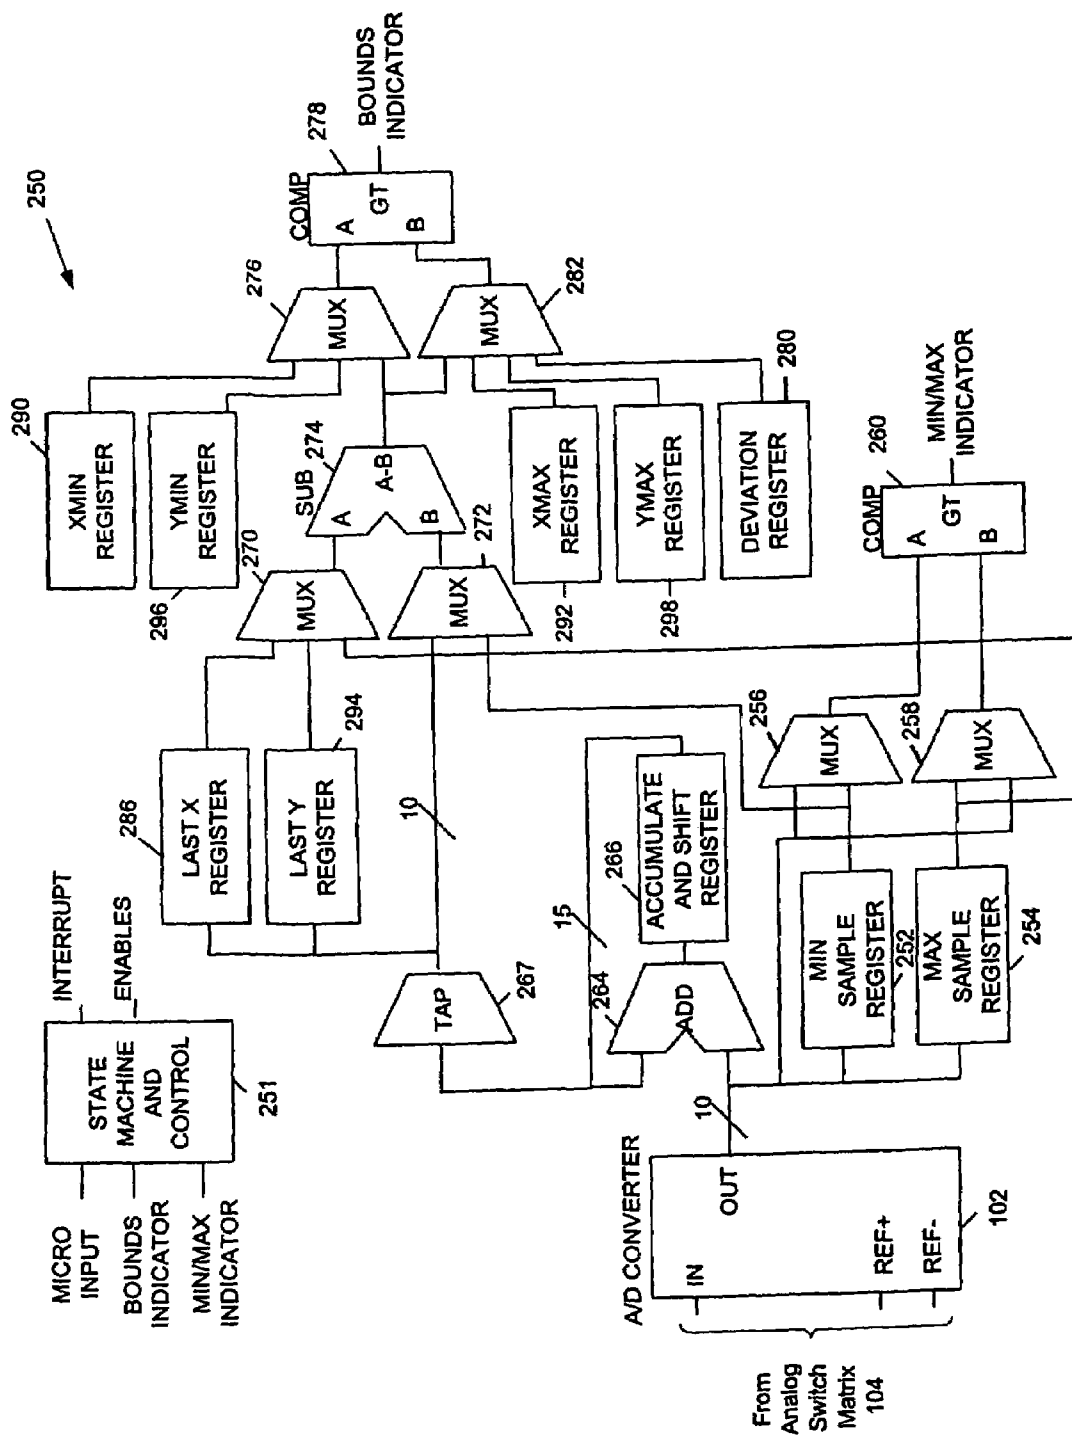 250
MICRO
INPUT
BOUNDS
INDICATOR
MIN/MAX
INDICATOR
STATE
MACHINE
AND
CONTROL
251
INTERRUPT
ENABLES
286
LAST X
REGISTER
LAST Y
REGISTER
294
290
XMIN
REGISTER
YMIN
REGISTER
296
270
MUX
MUX
272
SUB
274
A
B
A-B
276
MUX
MUX
282
COMP
278
A
GT
B
BOUNDS
INDICATOR
XMAX
REGISTER
292
YMAX
REGISTER
298
DEVIATION
REGISTER
280
TAP
267
10
15
264
ADD
266
ACCUMULATE
AND SHIFT
REGISTER
A/D CONVERTER
IN
OUT
REF+
REF-
102
10
From
Analog
Switch
Matrix
104
MIN
SAMPLE
REGISTER
252
MAX
SAMPLE
REGISTER
254
256
MUX
258
MUX
COMP
260
A
GT
B
MIN/MAX
INDICATOR